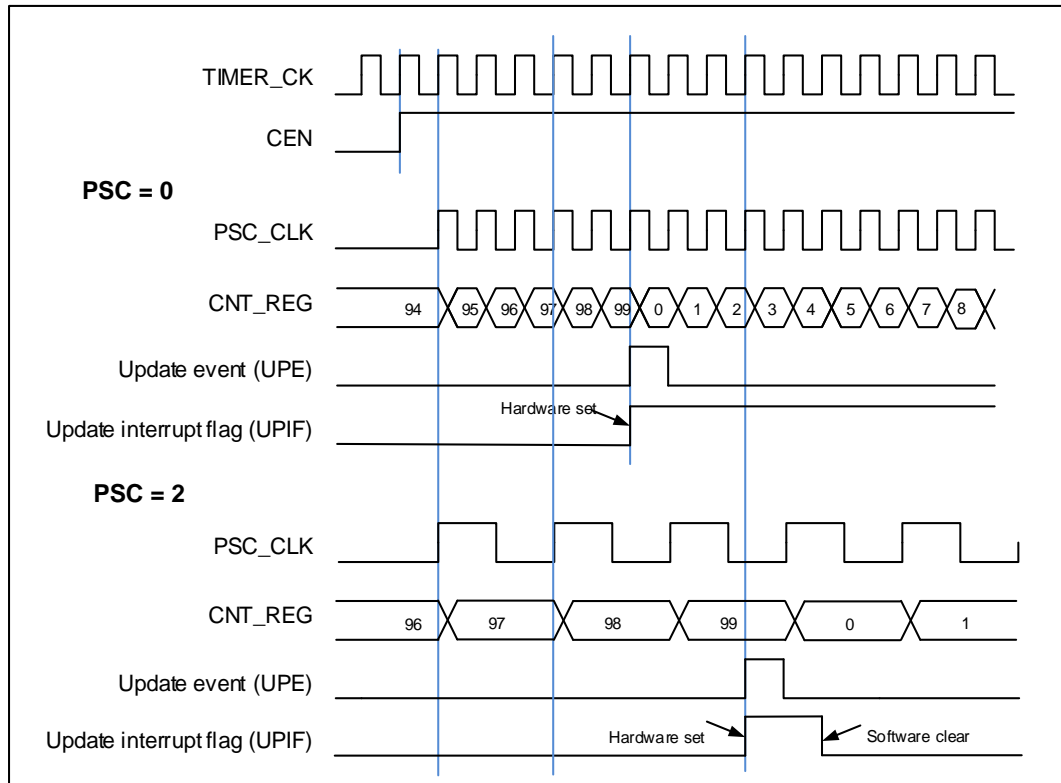 TIMER_CK
CEN
PSC = 0
PSC_CLK
CNT_REG 94 95 96 97 98 99 0 1 2 3 4 5 6 7 8
Update event (UPE)
Hardware set
Update interrupt flag (UPIF)
PSC = 2
PSC_CLK
CNT_REG 96 97 98 99 0 1
Update event (UPE)
Update interrupt flag (UPIF) Hardware set Software clear